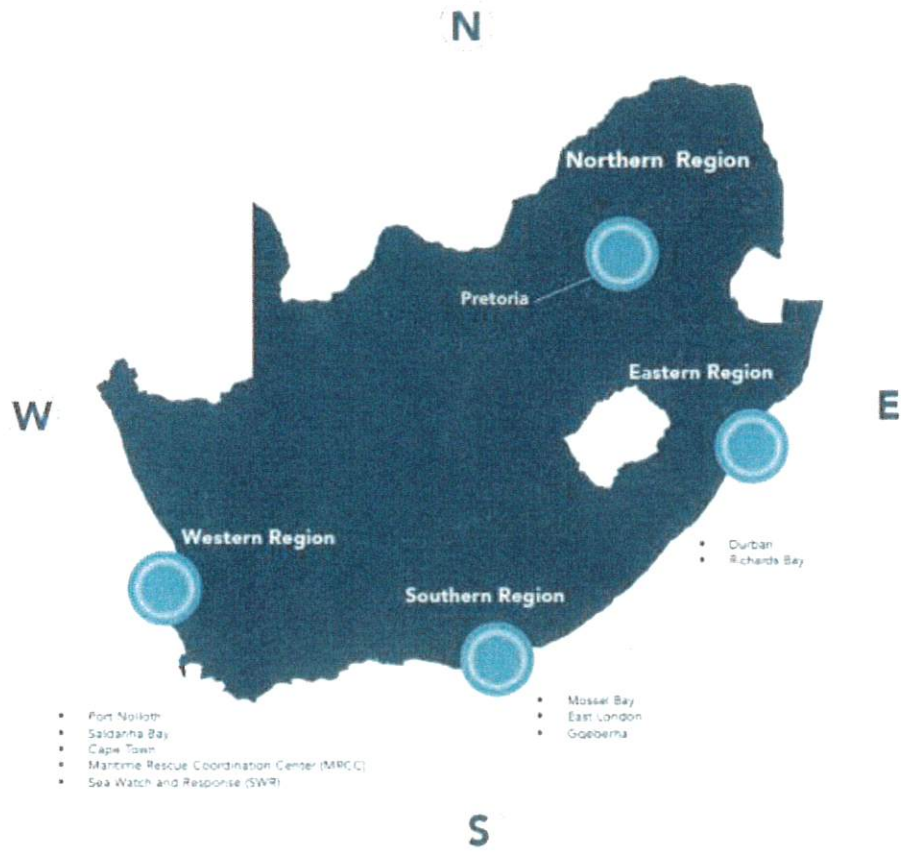 N
Northern Region
Pretoria
Eastern Region
W
E
Western Region
• Durban
• Richards Bay
Southern Region
• Mossel Bay
• East London
• Gqeberha
• Port Nolloth
• Saldanha Bay
• Cape Town
• Maritime Rescue Coordination Center (MRCC)
• Sea Watch and Response (SWR)
S